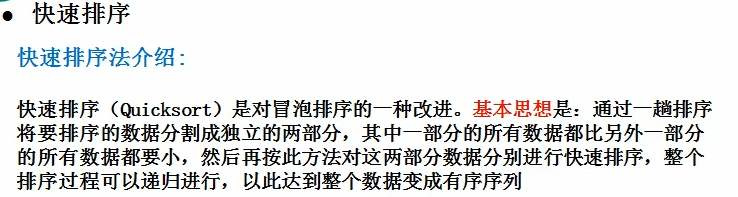 ● 快速排序
快速排序法介绍:
快速排序（Quicksort）是对冒泡排序的一种改进。基本思想是：通过一趟排序
将要排序的数据分割成独立的两部分，其中一部分的所有数据都比另外一部分
的所有数据都要小，然后再按此方法对这两部分数据分别进行快速排序，整个
排序过程可以递归进行，以此达到整个数据变成有序序列